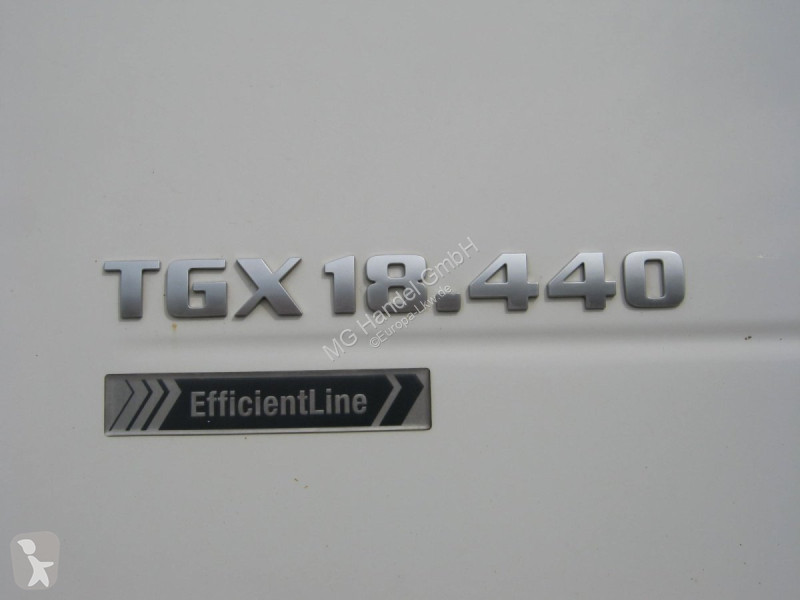 TGX 18.440
MG Handel GmbH
©Europa-Lkw.de
EfficientLine